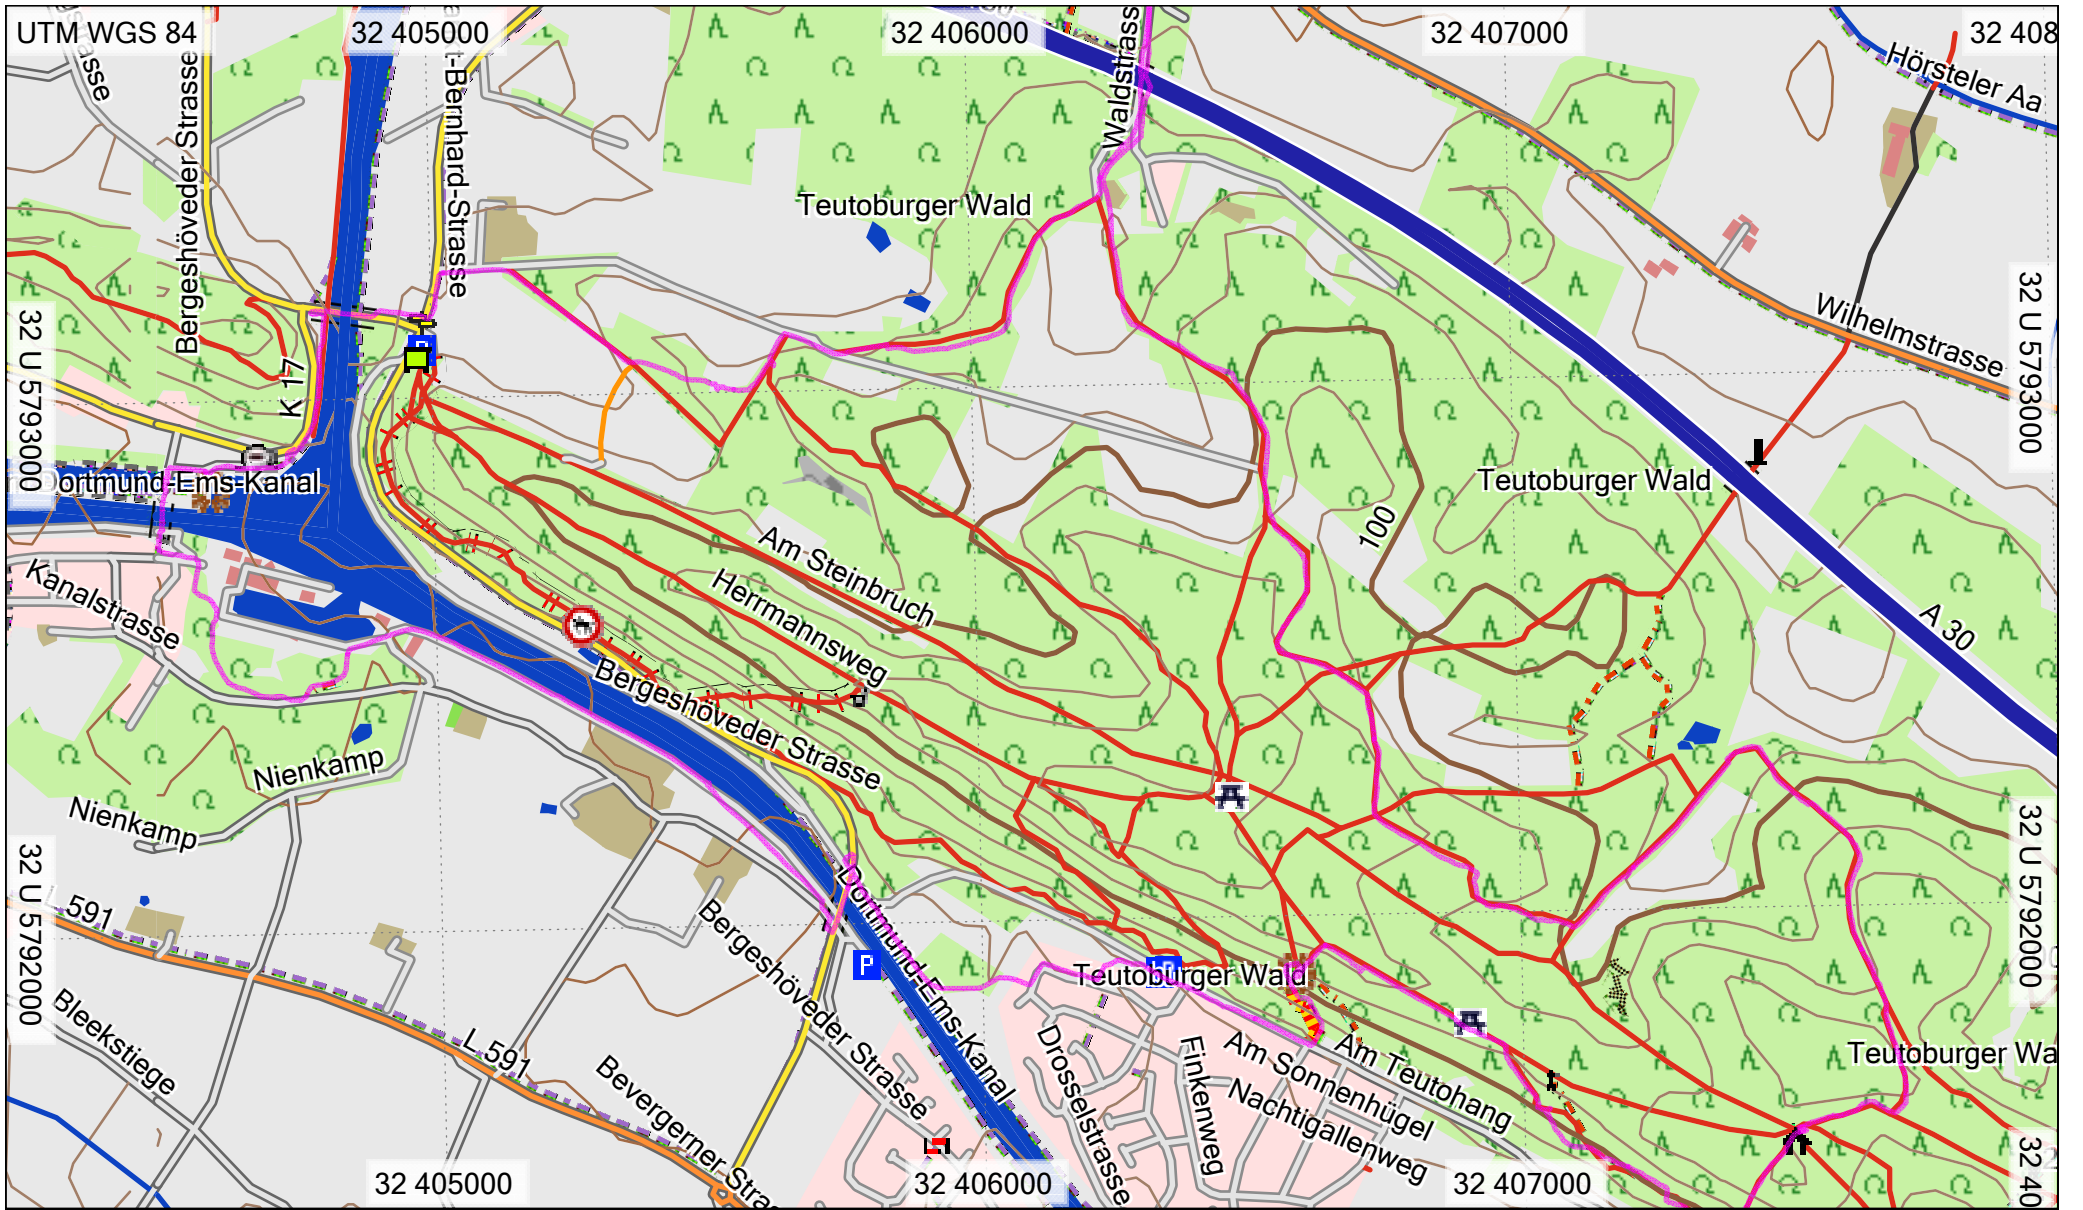 UTM WGS 84
32 405000
32 406000
32 407000
32 408
Hörsteler Aa
Waldstrass
Bergeshöveder Strasse
t-Bernhard-Strasse
Teutoburger Wald
32 U 5793000
32 U 5793000
Wilhelmstrasse
K 17
Dortmund-Ems-Kanal
Teutoburger Wald
100
Am Steinbruch
Herrmannsweg
Kanalstrasse
A 30
Bergeshöveder Strasse
Nienkamp
Nienkamp
32 U 5792000
32 U 5792000
L 591
Dortmund-Ems-Kanal
Bergeshöveder Strasse
P
Teutoburger Wald
Bleekstiege
L 591
Bevergerner Stras
Drosselstrasse
Finkenweg
Am Sonnenhügel
Am Teutohang
Nachtigallenweg
Teutoburger Wa
32 405000
32 406000
32 407000
32 40